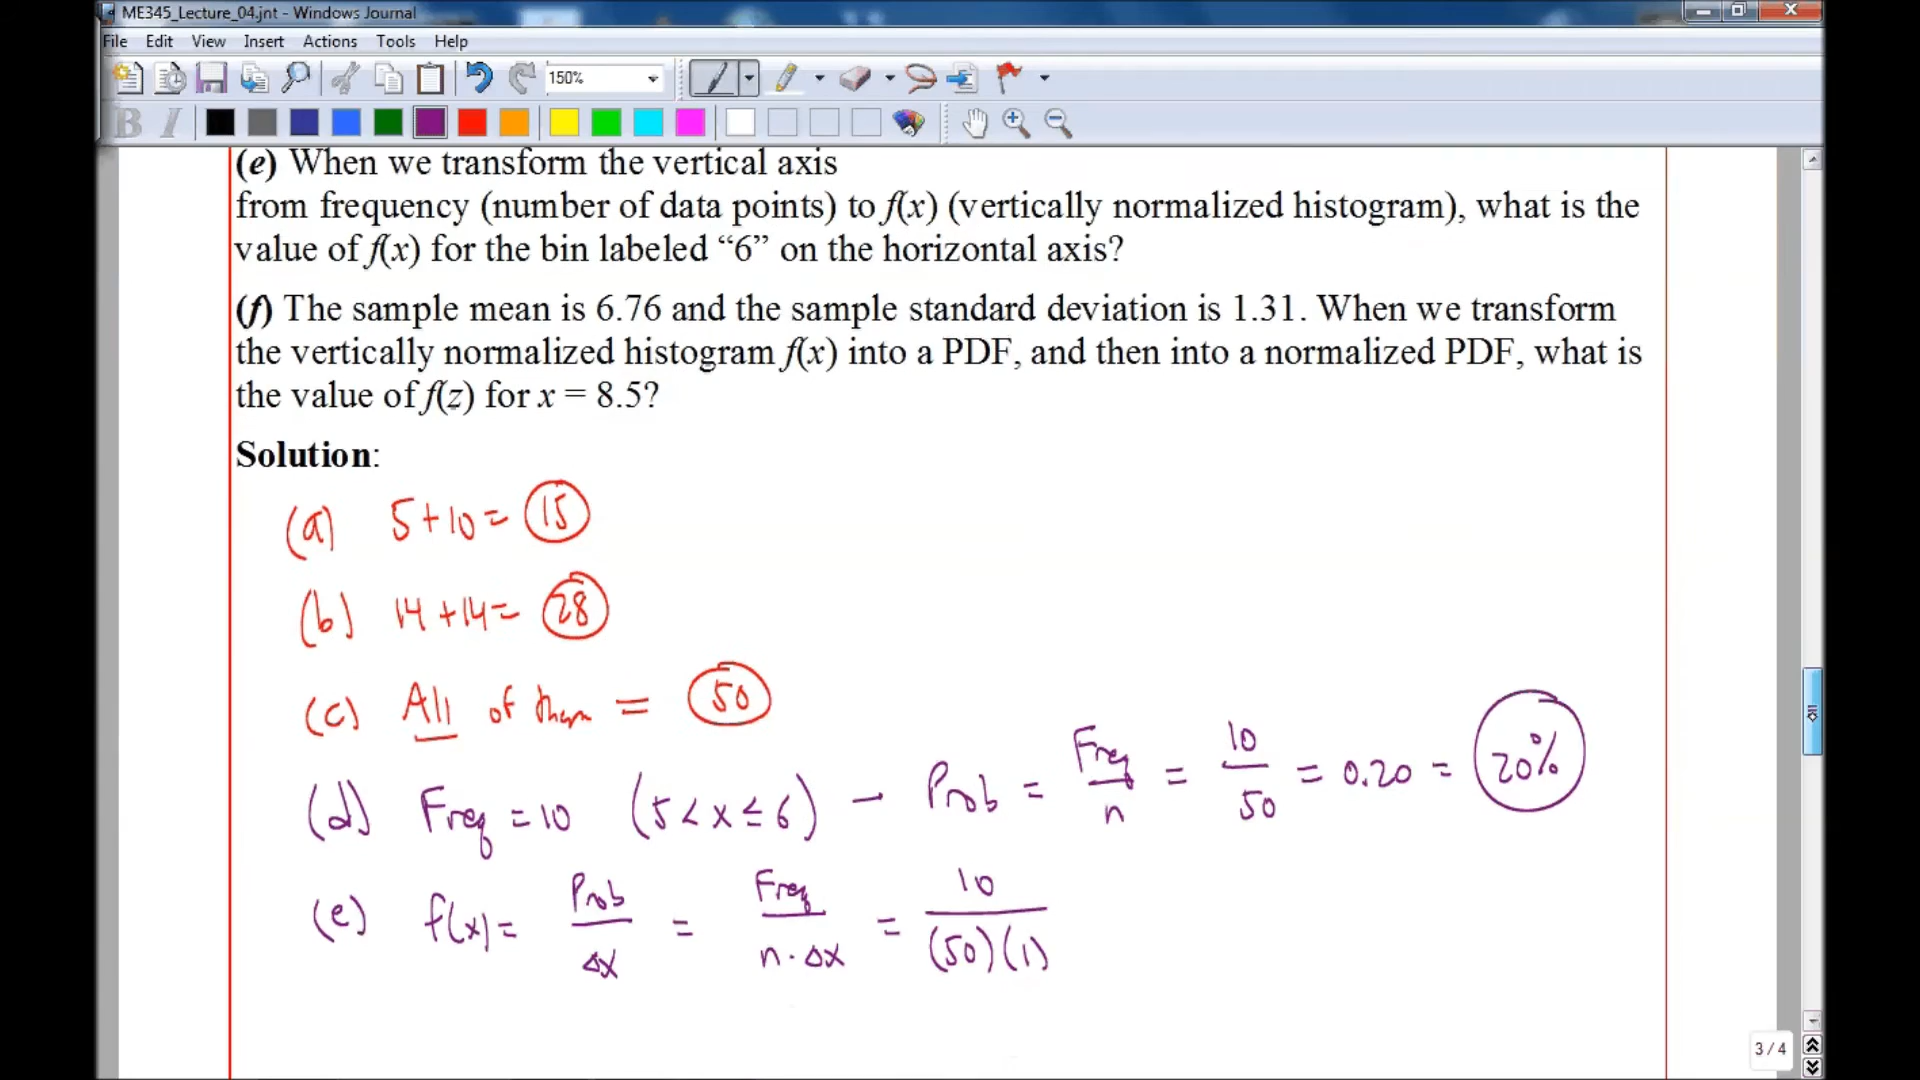 ME345_Lecture_04.jnt - Windows Journal
File Edit View Insert Actions Tools Help
150%
B I
(e) When we transform the vertical axis
from frequency (number of data points) to f(x) (vertically normalized histogram), what is the
value of f(x) for the bin labeled “6” on the horizontal axis?
(f) The sample mean is 6.76 and the sample standard deviation is 1.31. When we transform
the vertically normalized histogram f(x) into a PDF, and then into a normalized PDF, what is
the value of f(z) for x = 8.5?
Solution:
(a) 5+10= 15
(b) 14+14= 28
(c) All of them = 50
(d) Freq = 10 (5 < x ≤ 6) - Prob = Freq / n = 10 / 50 = 0.20 = 20%
(e) f(x) = Prob / Δx = Freq / n · Δx = 10 / (50)(1)
3 / 4